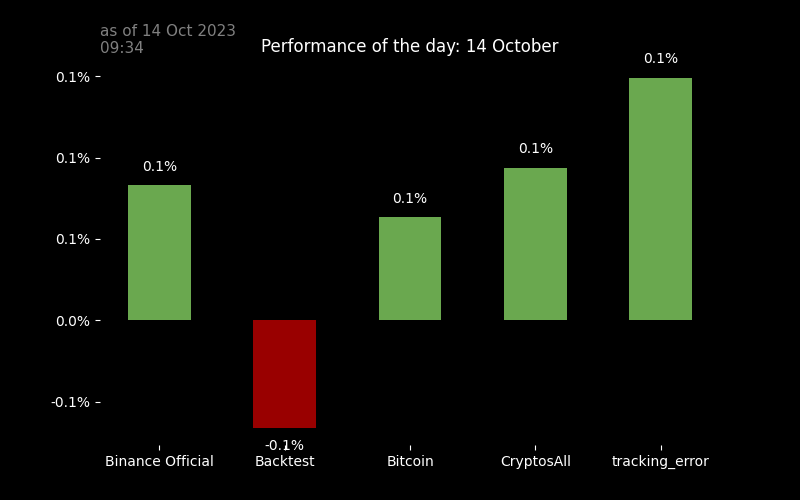 as of 14 Oct 2023
09:34
Performance of the day: 14 October
0.1%
0.1%
0.1%
0.0%
-0.1%
0.1%
-0.1%
0.1%
0.1%
0.1%
Binance Official
Backtest
Bitcoin
CryptosAll
tracking_error